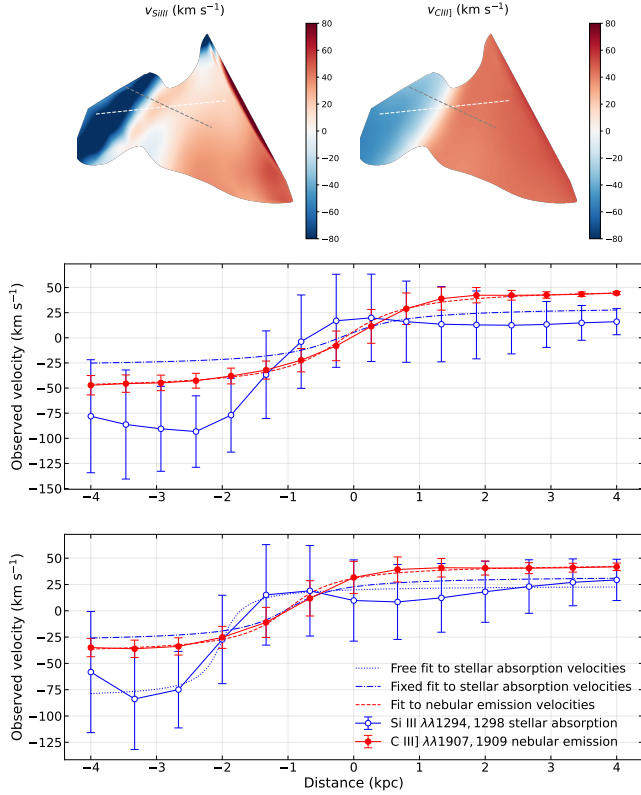 v_SiIII (km s⁻¹)
v_CIII] (km s⁻¹)
80
60
40
20
0
−20
−40
−60
−80
80
60
40
20
0
−20
−40
−60
−80
Observed velocity (km s⁻¹)
50
25
0
−25
−50
−75
−100
−125
−150
−4 −3 −2 −1 0 1 2 3 4
Observed velocity (km s⁻¹)
50
25
0
−25
−50
−75
−100
−125
Free fit to stellar absorption velocities
Fixed fit to stellar absorption velocities
Fit to nebular emission velocities
Si III λλ1294, 1298 stellar absorption
C III] λλ1907, 1909 nebular emission
−4 −3 −2 −1 0 1 2 3 4
Distance (kpc)